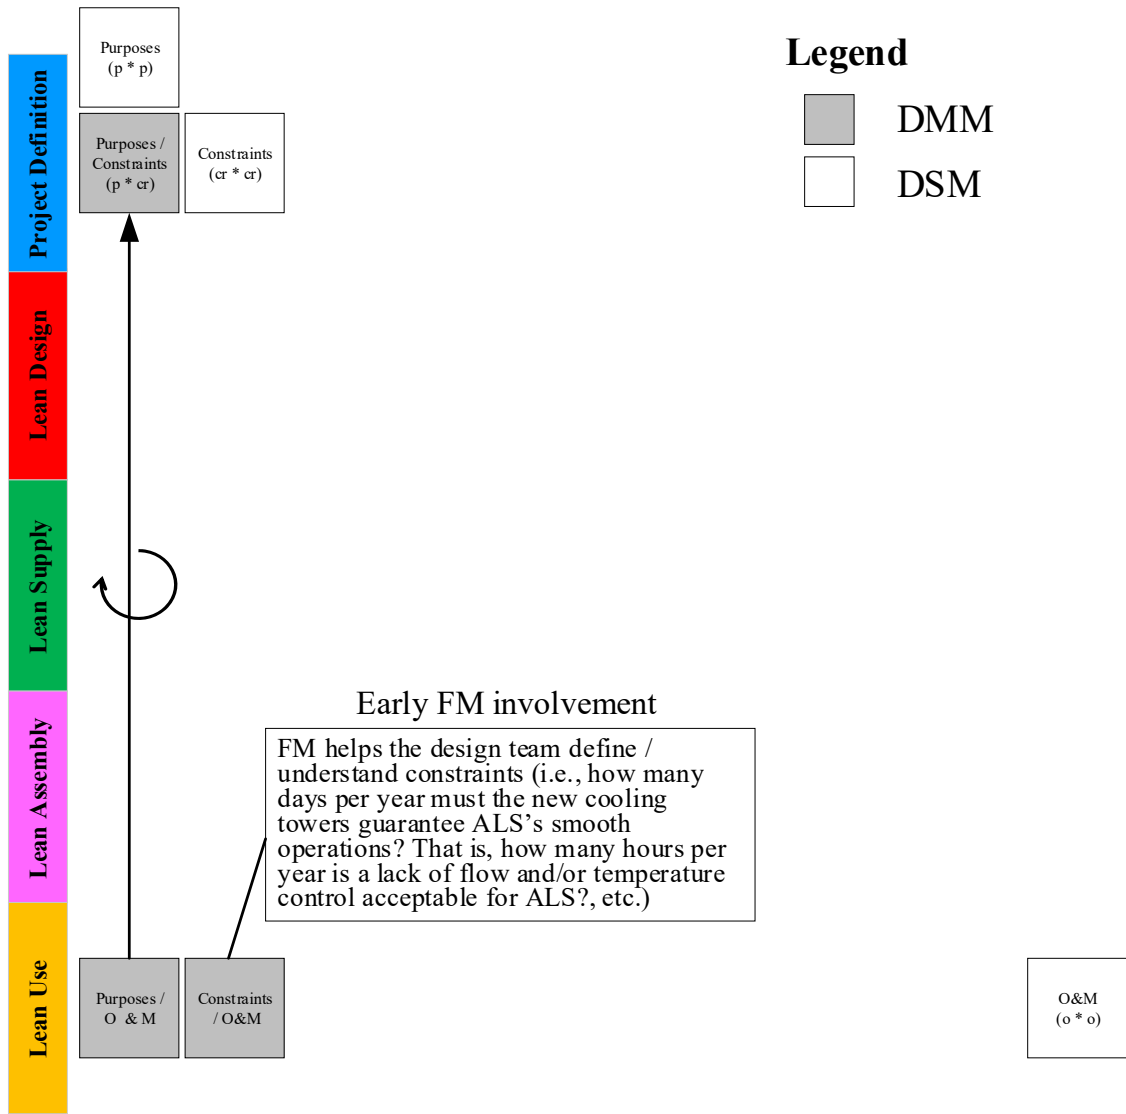 Purposes
(p * p)
Legend
DMM
DSM
Project Definition
Purposes /
Constraints
(p * cr)
Constraints
(cr * cr)
Lean Design
Lean Supply
Lean Assembly
Early FM involvement
FM helps the design team define /
understand constraints (i.e., how many
days per year must the new cooling
towers guarantee ALS’s smooth
operations? That is, how many hours per
year is a lack of flow and/or temperature
control acceptable for ALS?, etc.)
Lean Use
Purposes /
O & M
Constraints
/ O&M
O&M
(o * o)